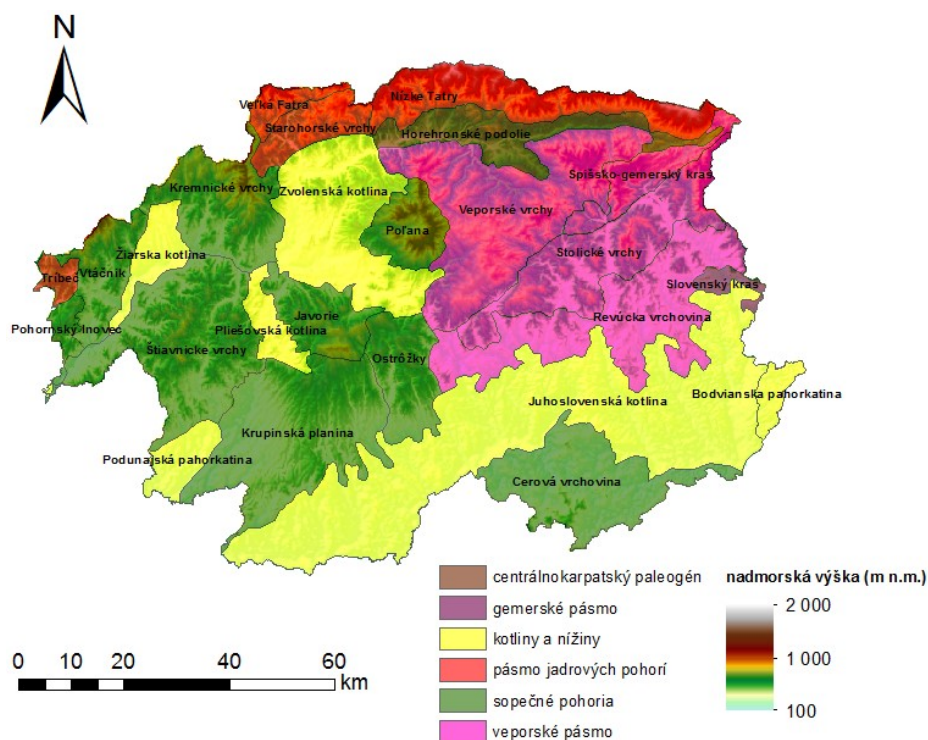 N
Veľká Fatra
Nízke Tatry
Starohorské vrchy
Horehronské podolie
Kremnické vrchy
Zvolenská kotlina
Spišsko-gemerský kras
Veporské vrchy
Poľana
Žiarska kotlina
Stolické vrchy
Tríbeč
Vtáčnik
Slovenský kras
Pohornský Inovec
Javorie
Pliešovská kotlina
Revúcka vrchovina
Štiavnicke vrchy
Ostrôžky
Juhoslovenská kotlina
Bodvianska pahorkatina
Krupinská planina
Podunajská pahorkatina
Cerová vrchovina
centrálnokarpatský paleogén
gemerské pásmo
kotliny a nížiny
pásmo jadrových pohorí
sopečné pohoria
veporské pásmo
nadmorská výška (m n.m.)
2 000
1 000
100
0 10 20 40 60
km